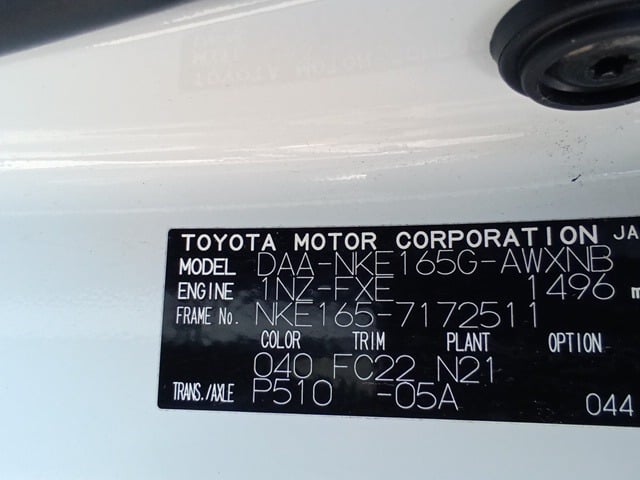 TOYOTA MOTOR CORPORATION JA
MODEL DAA-NKE165G-AWXNB
ENGINE 1NZ-FXE 1496 m
FRAME No. NKE165-7172511
COLOR TRIM PLANT OPTION
040 FC22 N21
TRANS./AXLE P510 -05A
044